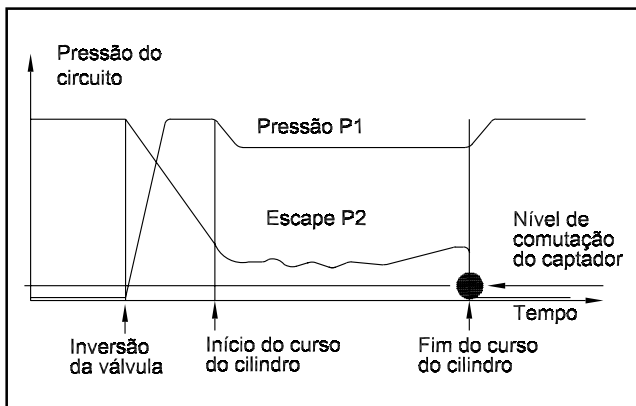 Pressão do
circuito
Pressão P1
Escape P2
Nível de
comutação
do captador
Tempo
Inversão
da válvula
Início do curso
do cilindro
Fim do curso
do cilindro